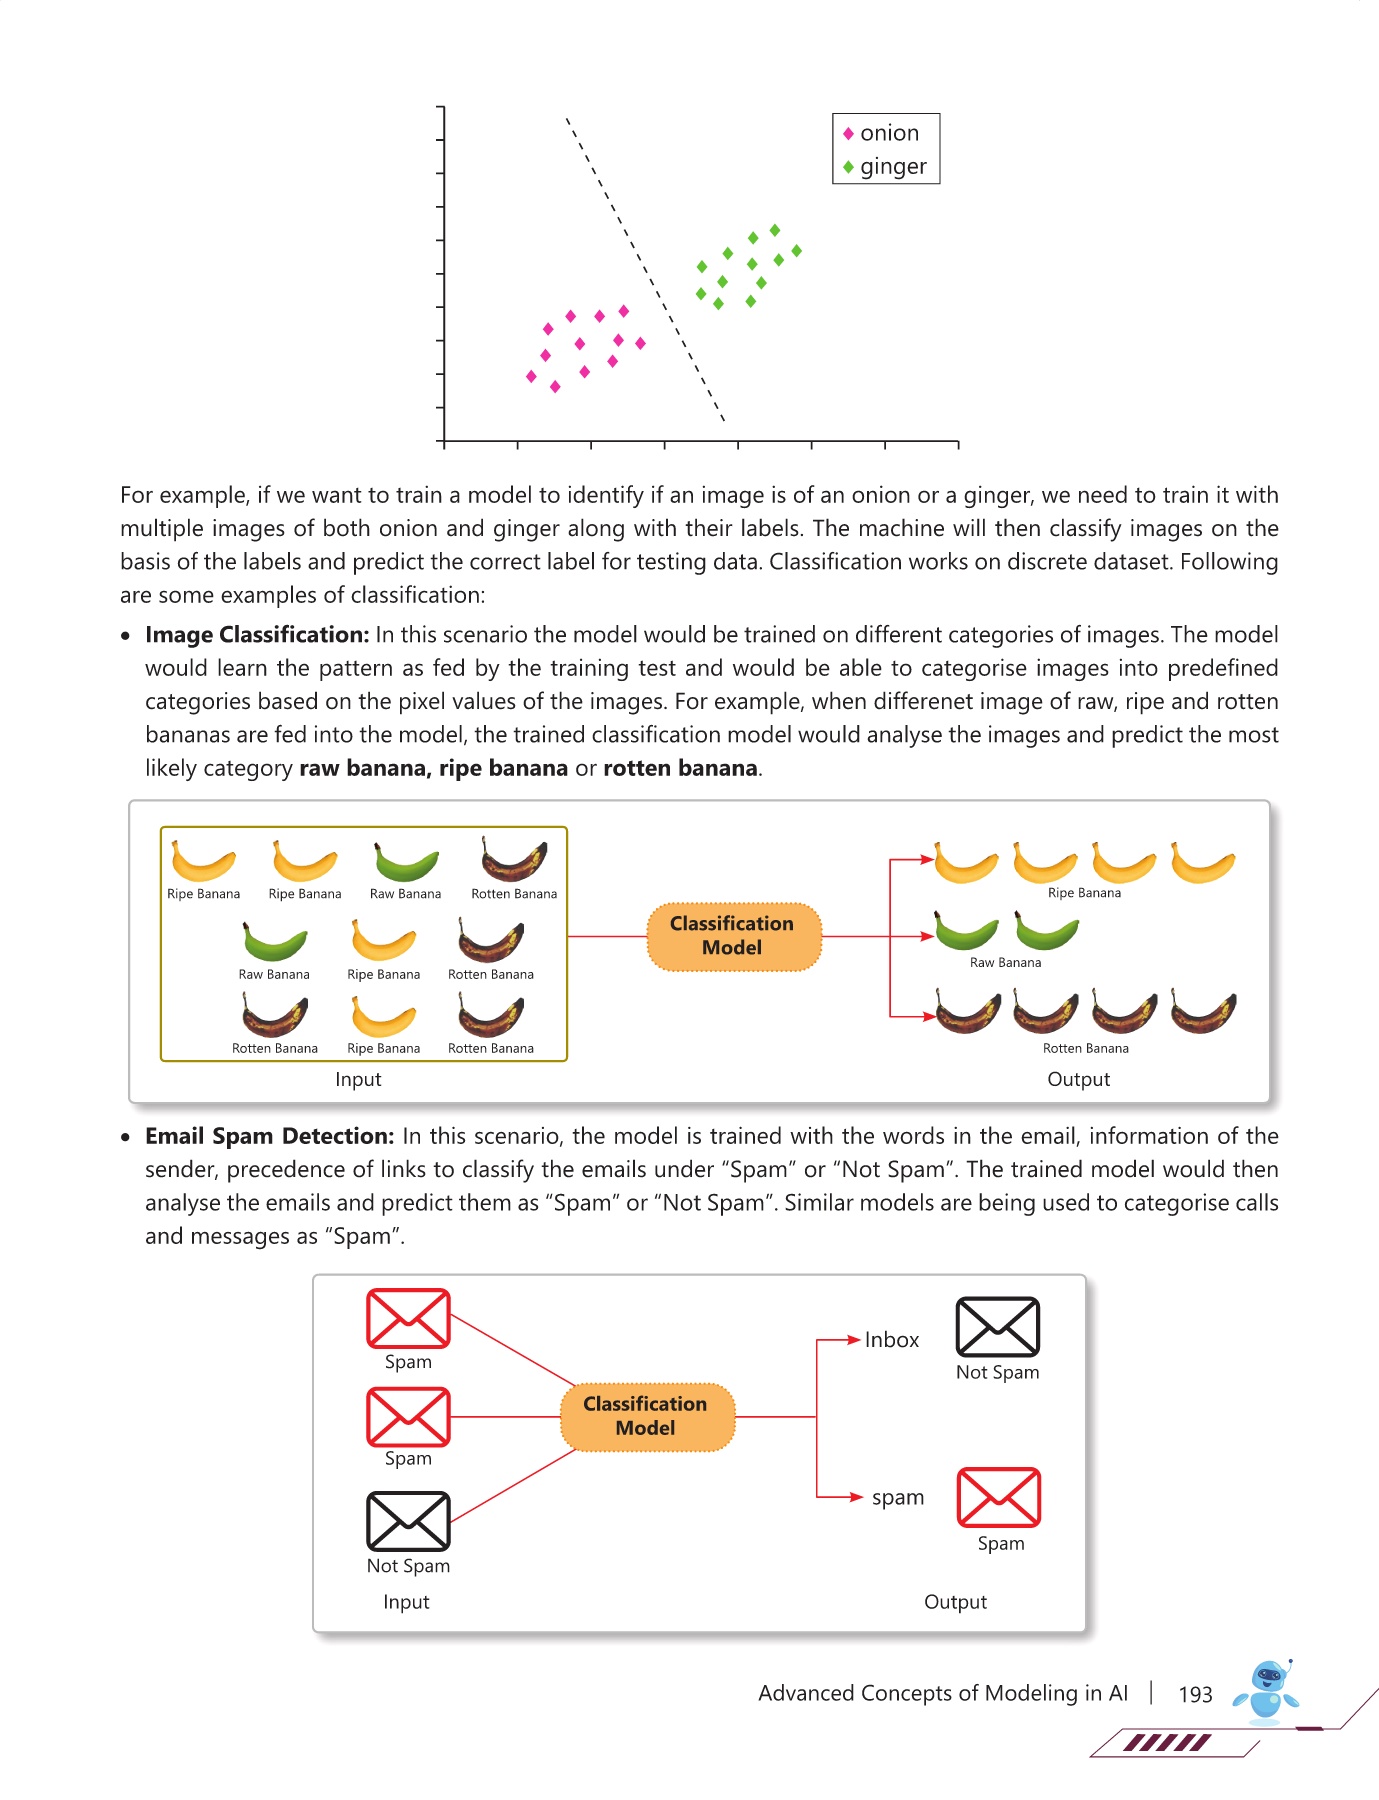 onion
ginger
For example, if we want to train a model to identify if an image is of an onion or a ginger, we need to train it with
multiple images of both onion and ginger along with their labels. The machine will then classify images on the
basis of the labels and predict the correct label for testing data. Classification works on discrete dataset. Following
are some examples of classification:
• Image Classification: In this scenario the model would be trained on different categories of images. The model
would learn the pattern as fed by the training test and would be able to categorise images into predefined
categories based on the pixel values of the images. For example, when differenet image of raw, ripe and rotten
bananas are fed into the model, the trained classification model would analyse the images and predict the most
likely category raw banana, ripe banana or rotten banana.
Ripe Banana Ripe Banana Raw Banana Rotten Banana
Raw Banana Ripe Banana Rotten Banana
Rotten Banana Ripe Banana Rotten Banana
Input
Classification
Model
Ripe Banana
Raw Banana
Rotten Banana
Output
• Email Spam Detection: In this scenario, the model is trained with the words in the email, information of the
sender, precedence of links to classify the emails under “Spam” or “Not Spam”. The trained model would then
analyse the emails and predict them as “Spam” or “Not Spam”. Similar models are being used to categorise calls
and messages as “Spam”.
Spam
Spam
Not Spam
Input
Classification
Model
Inbox
Not Spam
spam
Spam
Output
Advanced Concepts of Modeling in AI | 193